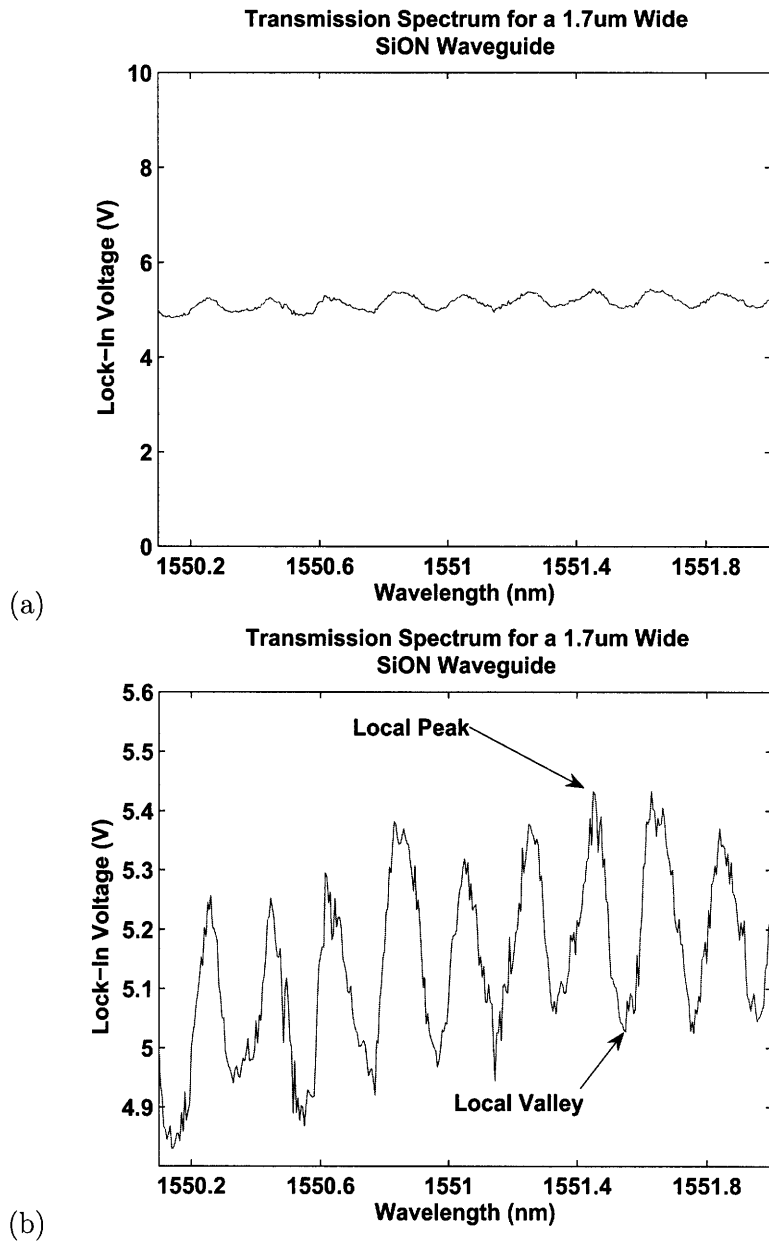 Transmission Spectrum for a 1.7um Wide
SiON Waveguide
10
8
6
4
2
0
Lock-In Voltage (V)
1550.2 1550.6 1551 1551.4 1551.8
Wavelength (nm)
(a)
Transmission Spectrum for a 1.7um Wide
SiON Waveguide
5.6
5.5
5.4
5.3
5.2
5.1
5
4.9
Lock-In Voltage (V)
Local Peak
Local Valley
1550.2 1550.6 1551 1551.4 1551.8
Wavelength (nm)
(b)